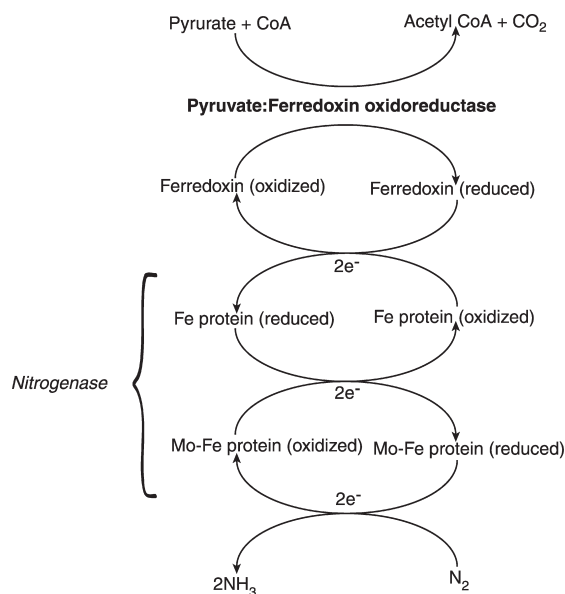 Pyrurate + CoA
Acetyl CoA + CO₂
Pyruvate:Ferredoxin oxidoreductase
Ferredoxin (oxidized)
Ferredoxin (reduced)
2e⁻
Fe protein (reduced)
Fe protein (oxidized)
Nitrogenase
2e⁻
Mo-Fe protein (oxidized)
Mo-Fe protein (reduced)
2e⁻
2NH₃
N₂